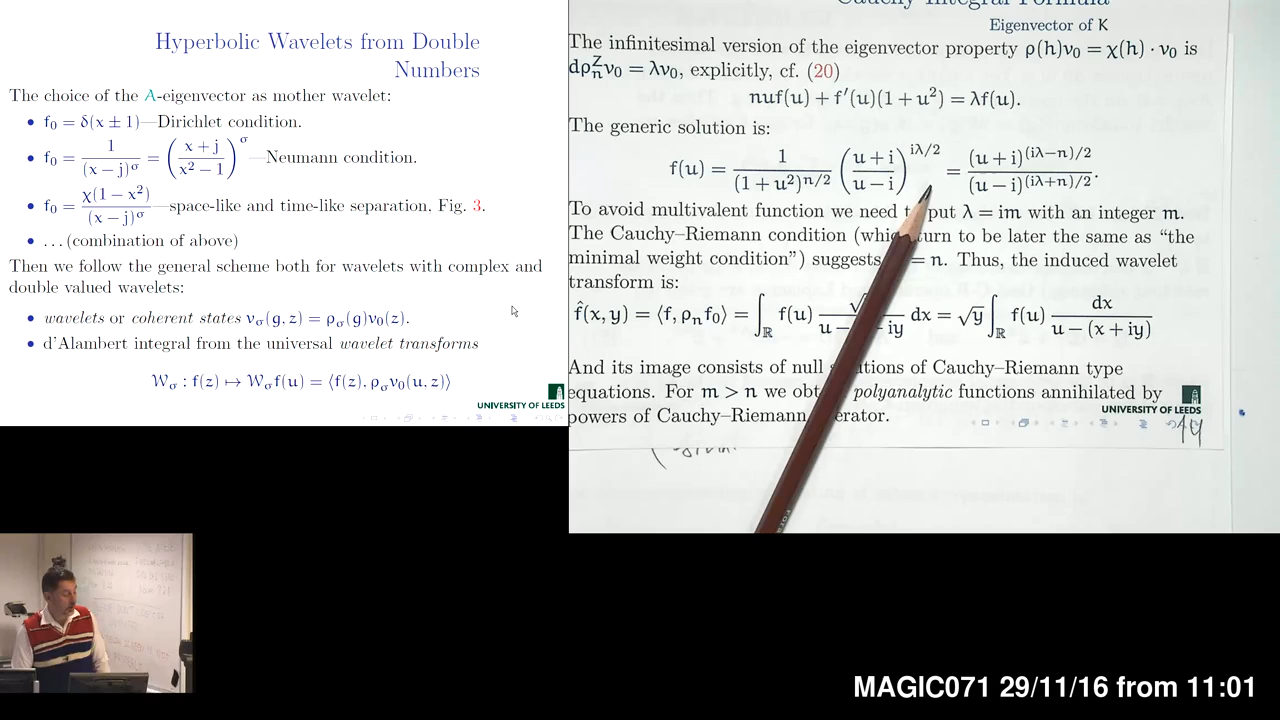 Hyperbolic Wavelets from Double
Numbers
The choice of the A-eigenvector as mother wavelet:
• f₀ = δ(x ± 1)—Dirichlet condition.
• f₀ = 1/(x − j)^σ = ((x + j)/(x² − 1))^σ—Neumann condition.
• f₀ = χ(1 − x²)/(x − j)^σ—space-like and time-like separation, Fig. 3.
• ...(combination of above)
Then we follow the general scheme both for wavelets with complex and
double valued wavelets:
• wavelets or coherent states v_σ(g, z) = ρ_σ(g)v₀(z).
• d'Alambert integral from the universal wavelet transforms
𝒲_σ : f(z) ↦ 𝒲_σf(u) = ⟨f(z), ρ_σv₀(u, z)⟩
UNIVERSITY OF LEEDS
Cauchy Integral Formula
Eigenvector of K
The infinitesimal version of the eigenvector property ρ(h)v₀ = χ(h) · v₀ is
dρ_n^Z v₀ = λv₀, explicitly, cf. (20)
nuf(u) + f′(u)(1 + u²) = λf(u).
The generic solution is:
f(u) = 1/(1 + u²)^{n/2} ((u + i)/(u − i))^{iλ/2} = (u + i)^{(iλ−n)/2}/(u − i)^{(iλ+n)/2}.
To avoid multivalent function we need put λ = im with an integer m.
The Cauchy–Riemann condition turn to be later the same as “the
minimal weight condition”) suggests = n. Thus, the induced wavelet
transform is:
f̂(x, y) = ⟨f, ρ_n f₀⟩ = ∫_ℝ f(u) dx = √y ∫_ℝ f(u) dx/(u − (x + iy))
And its image consists of null of Cauchy–Riemann type
equations. For m > n we polyanalytic functions annihilated by
powers of Cauchy–Riemann
UNIVERSITY OF LEEDS
14
MAGIC071 29/11/16 from 11:01